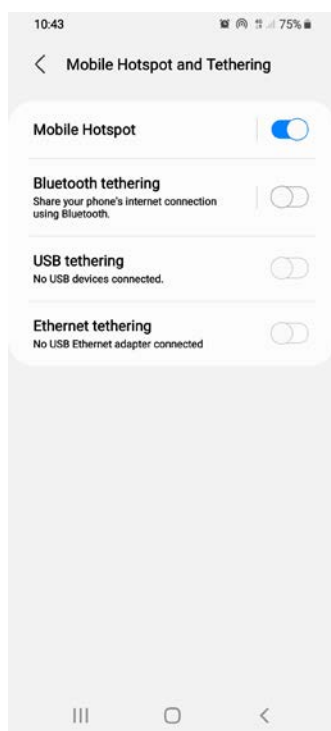 10:43 75%
Mobile Hotspot and Tethering
Mobile Hotspot
Bluetooth tethering
Share your phone's internet connection
using Bluetooth.
USB tethering
No USB devices connected.
Ethernet tethering
No USB Ethernet adapter connected